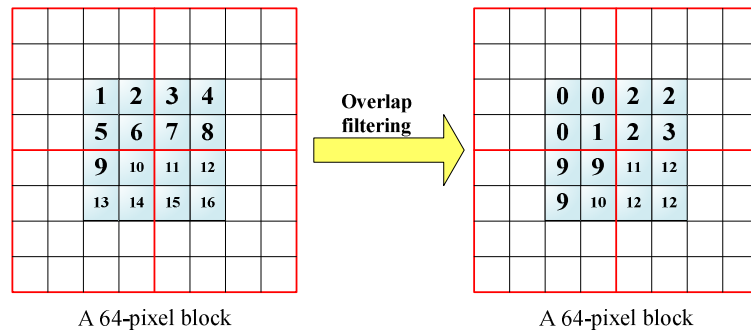 1 2 3 4
5 6 7 8
9 10 11 12
13 14 15 16
Overlap
filtering
0 0 2 2
0 1 2 3
9 9 11 12
9 10 12 12
A 64-pixel block
A 64-pixel block